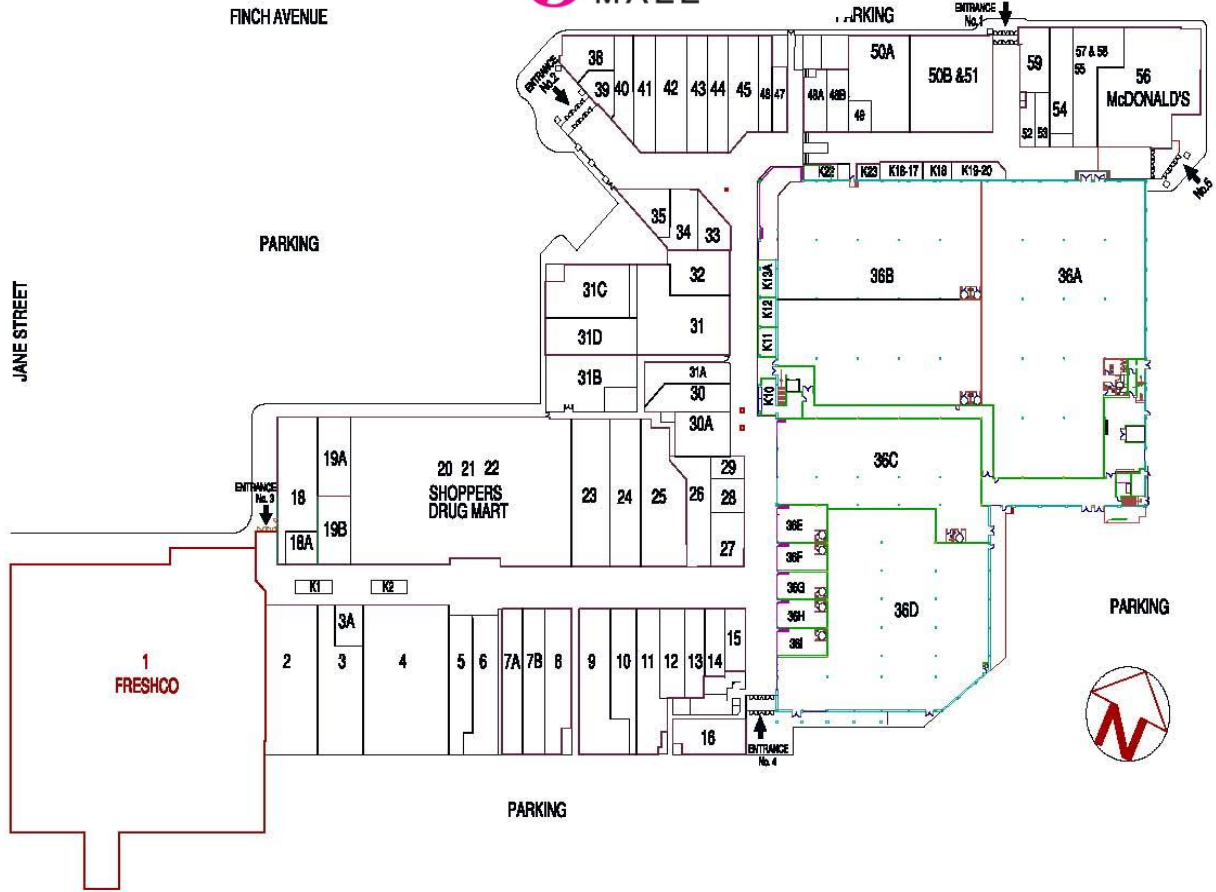 FINCH AVENUE
MALL
PARKING
ENTRANCE
No.1
ENTRANCE
No.2
38
39
40
41
42
43
44
45
46
47
48A
48B
49
50A
50B &51
59
52
53
54
57 & 58
55
56
McDONALD'S
No.5
K22
K23
K16-17
K18
K19-20
35
34
33
PARKING
32
31C
31
31D
31B
31A
30
30A
K13A
K12
K11
K10
36B
36A
JANE STREET
ENTRANCE
No. 3
18
18A
19A
19B
20 21 22
SHOPPERS
DRUG MART
23
24
25
26
29
28
27
36C
36E
36F
36G
36H
36I
36D
K1
K2
1
FRESHCO
2
3A
3
4
5
6
7A
7B
8
9
10
11
12
13
14
15
16
ENTRANCE
No. 4
PARKING
PARKING
N